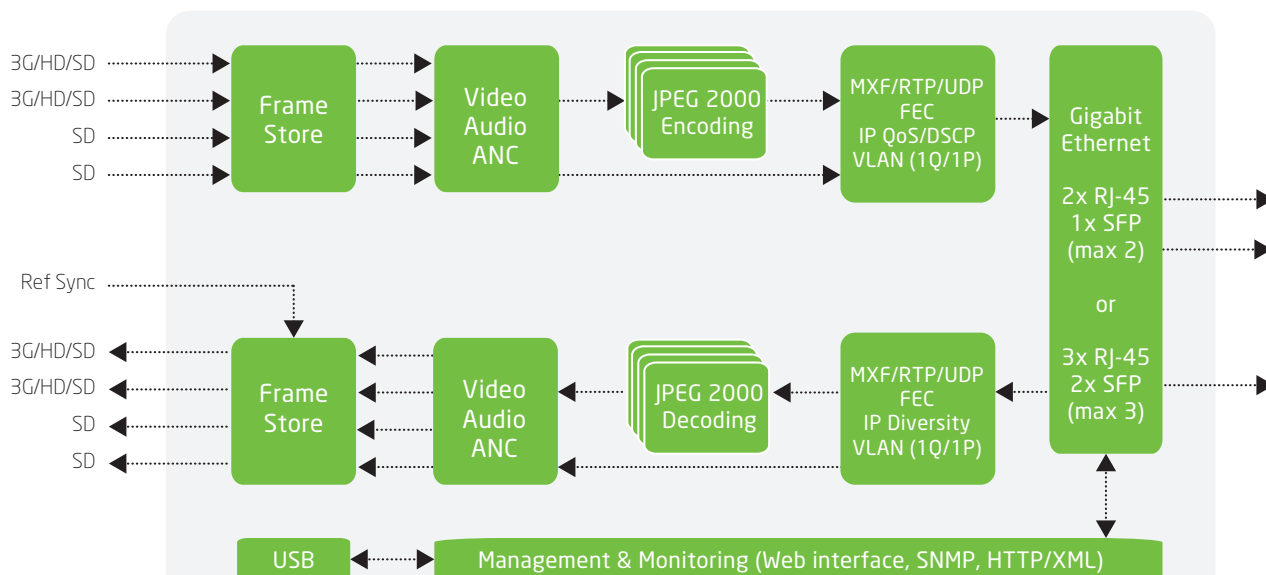 3G/HD/SD
3G/HD/SD
SD
SD
Frame
Store
Video
Audio
ANC
JPEG 2000
Encoding
MXF/RTP/UDP
FEC
IP QoS/DSCP
VLAN (1Q/1P)
Gigabit
Ethernet
2x RJ-45
1x SFP
(max 2)
or
3x RJ-45
2x SFP
(max 3)
Ref Sync
3G/HD/SD
3G/HD/SD
SD
SD
Frame
Store
Video
Audio
ANC
JPEG 2000
Decoding
MXF/RTP/UDP
FEC
IP Diversity
VLAN (1Q/1P)
USB
Management & Monitoring (Web interface, SNMP, HTTP/XML)